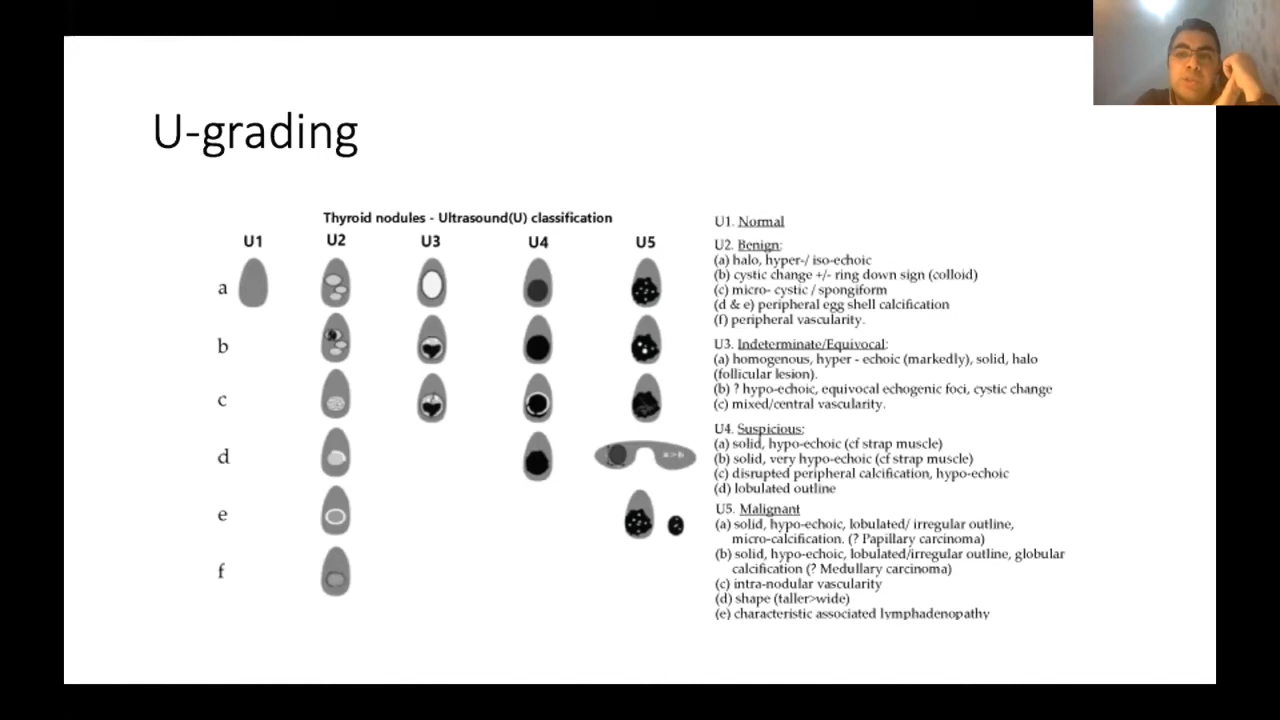 U-grading
Thyroid nodules - Ultrasound(U) classification
U1 U2 U3 U4 U5
a
b
c
d
a > b
e
f
U1. Normal
U2. Benign:
(a) halo, hyper-/ iso-echoic
(b) cystic change +/- ring down sign (colloid)
(c) micro- cystic / spongiform
(d & e) peripheral egg shell calcification
(f) peripheral vascularity.
U3. Indeterminate/Equivocal:
(a) homogenous, hyper - echoic (markedly), solid, halo
(follicular lesion).
(b) ? hypo-echoic, equivocal echogenic foci, cystic change
(c) mixed/central vascularity.
U4. Suspicious:
(a) solid, hypo-echoic (cf strap muscle)
(b) solid, very hypo-echoic (cf strap muscle)
(c) disrupted peripheral calcification, hypo-echoic
(d) lobulated outline
U5. Malignant
(a) solid, hypo-echoic, lobulated/ irregular outline,
micro-calcification. (? Papillary carcinoma)
(b) solid, hypo-echoic, lobulated/irregular outline, globular
calcification (? Medullary carcinoma)
(c) intra-nodular vascularity
(d) shape (taller>wide)
(e) characteristic associated lymphadenopathy